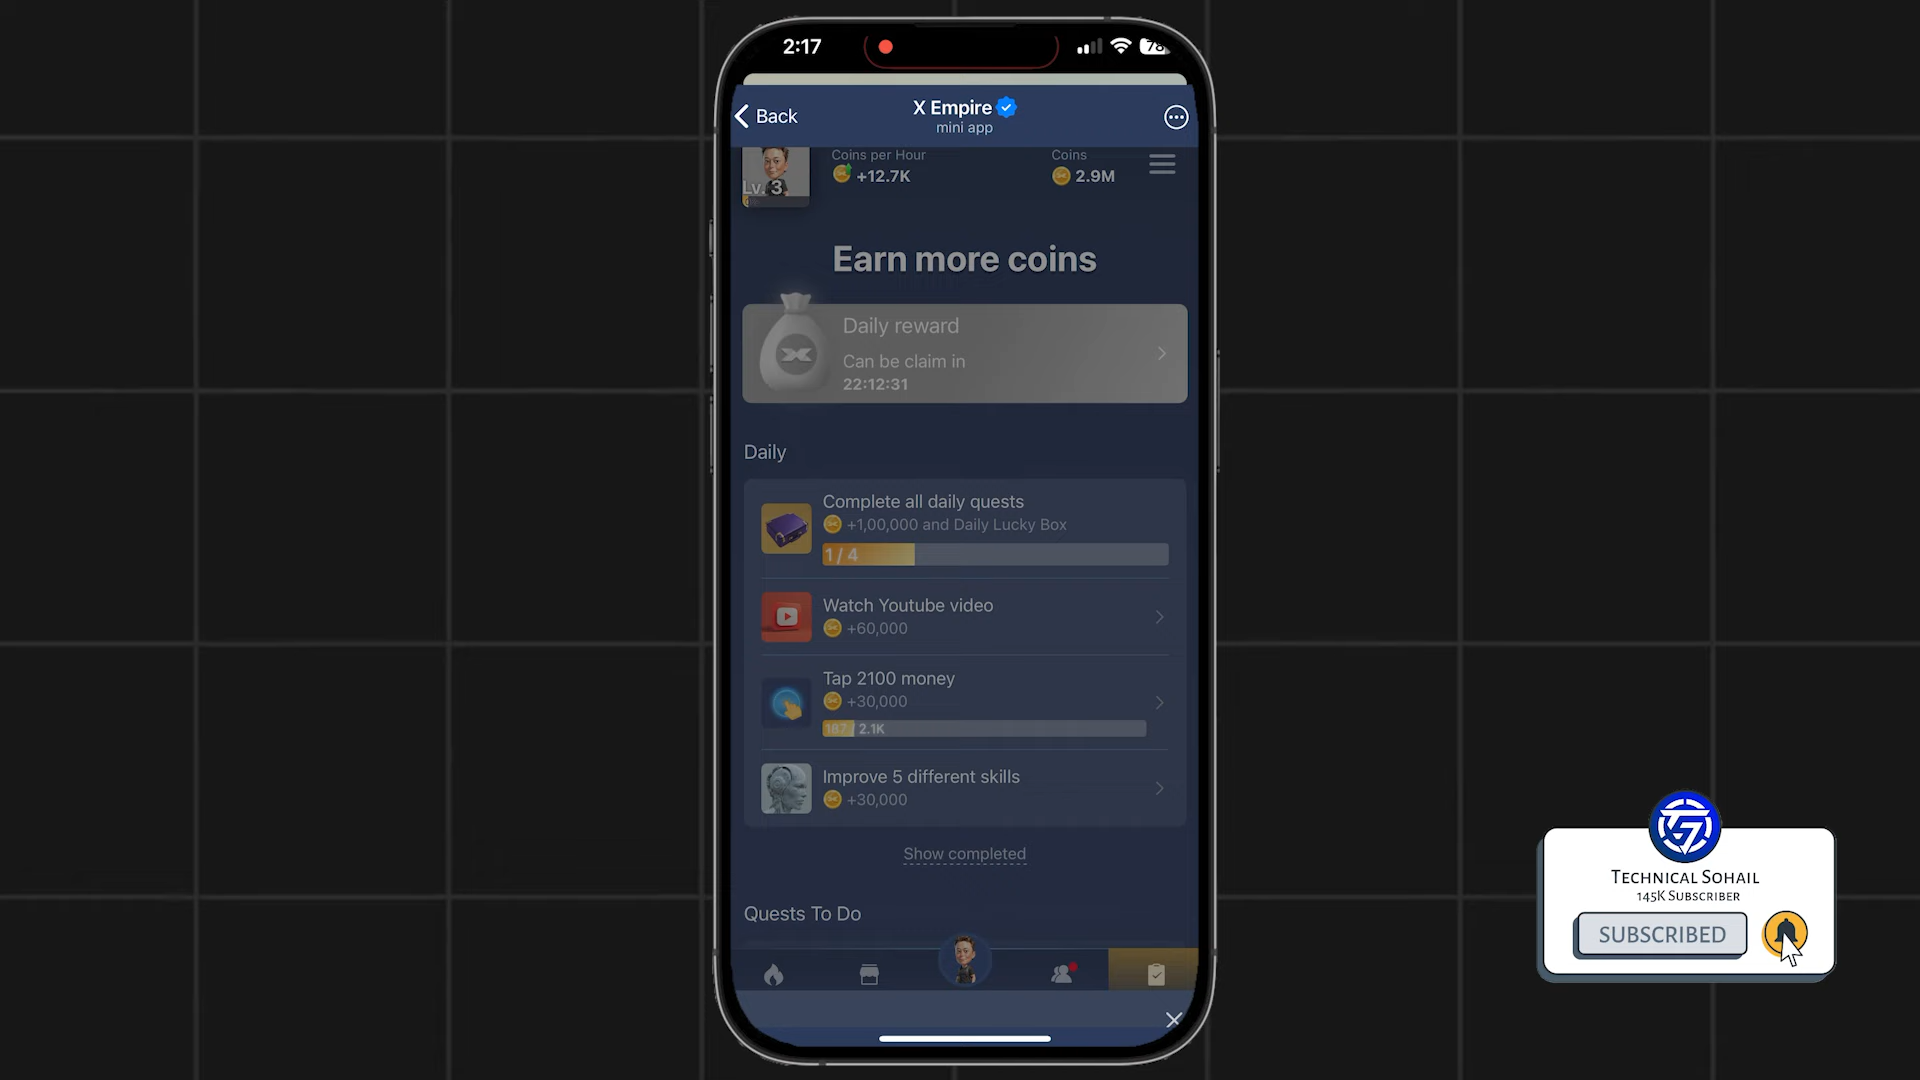 2:17
78
Back
X Empire
mini app
Lv. 3
Coins per Hour
+12.7K
Coins
2.9M
Earn more coins
Daily reward
Can be claim in
22:12:31
Daily
Complete all daily quests
+1,00,000 and Daily Lucky Box
1 / 4
Watch Youtube video
+60,000
Tap 2100 money
+30,000
187 / 2.1K
Improve 5 different skills
+30,000
Show completed
Quests To Do
TECHNICAL SOHAIL
145K SUBSCRIBER
SUBSCRIBED